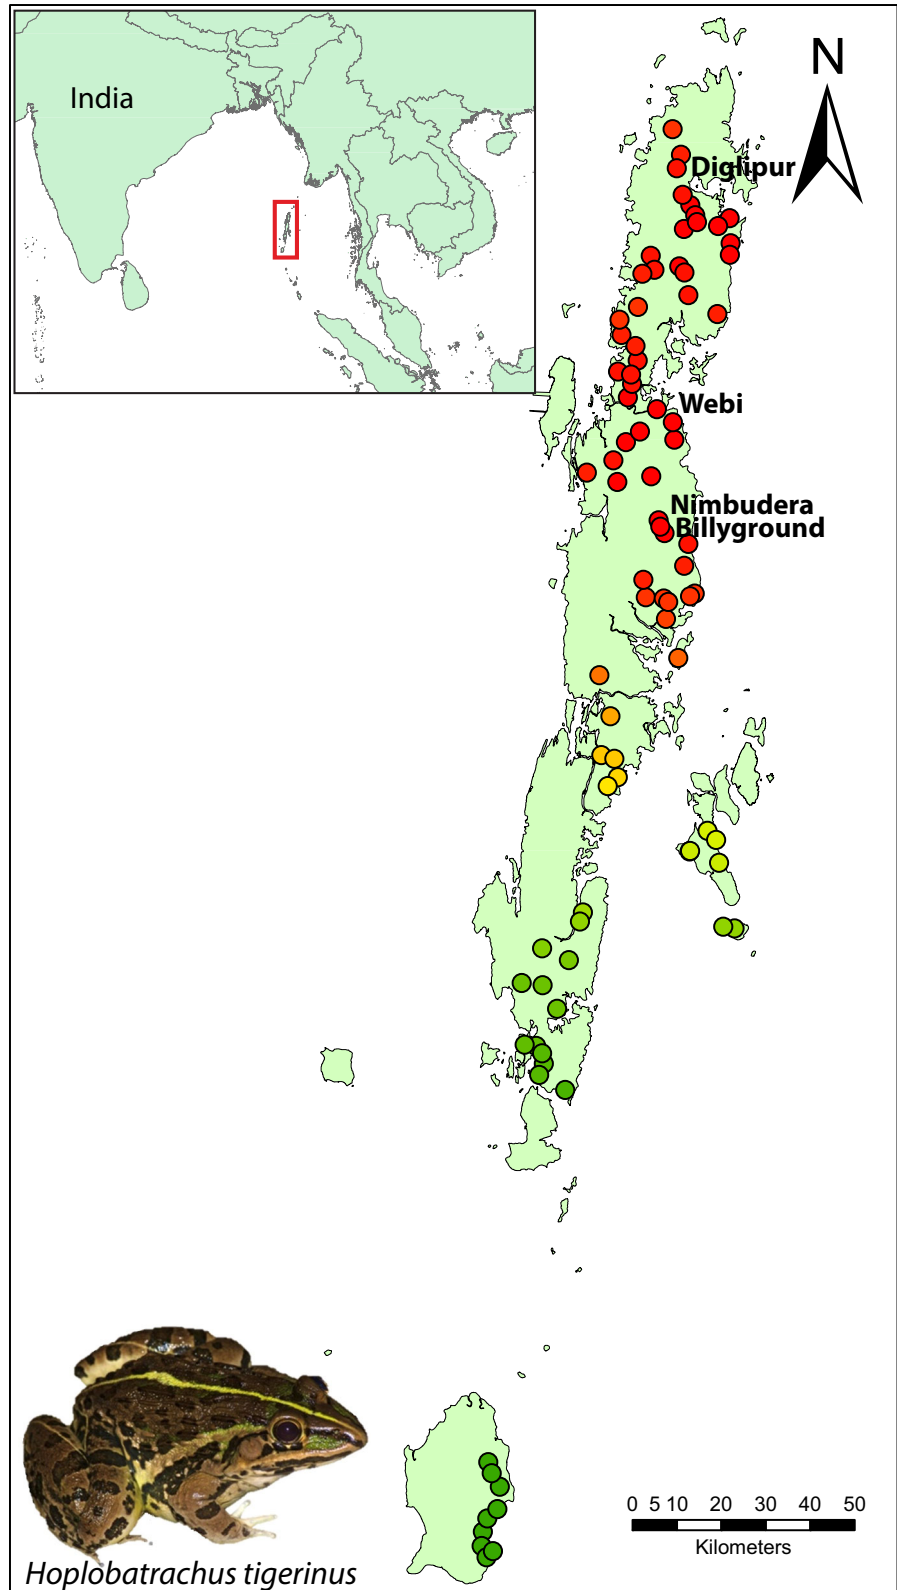 India
N
Diglipur
Webi
Nimbudera
Billyground
0 5 10 20 30 40 50
Kilometers
Hoplobatrachus tigerinus